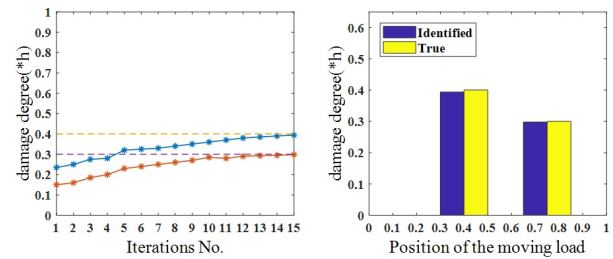 damage degree(*h)
1
0.9
0.8
0.7
0.6
0.5
0.4
0.3
0.2
0.1
0
1 2 3 4 5 6 7 8 9 10 11 12 13 14 15
Iterations No.
damage degree(*h)
0.6
0.5
0.4
0.3
0.2
0.1
0
Identified
True
0 0.1 0.2 0.3 0.4 0.5 0.6 0.7 0.8 0.9 1
Position of the moving load